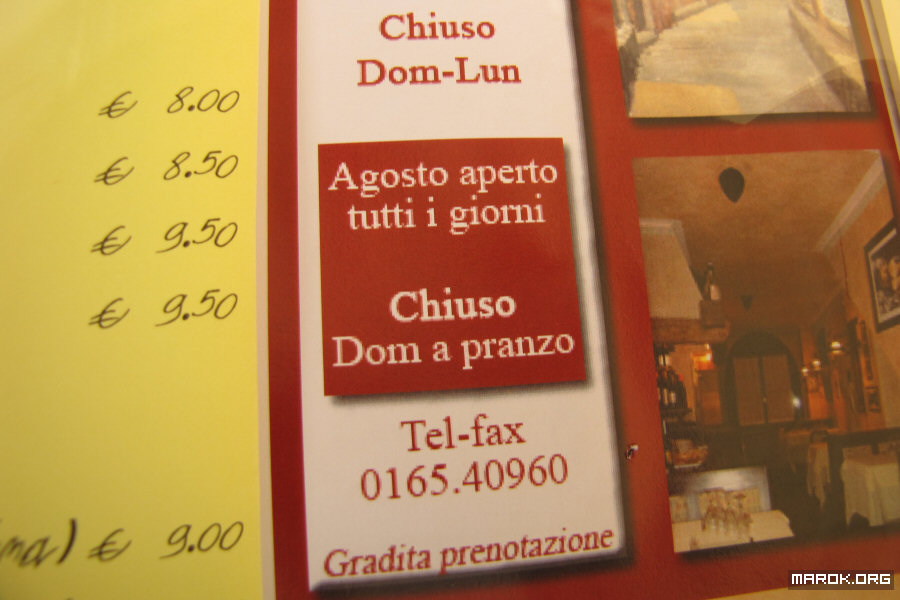 € 8.00
€ 8.50
€ 9.50
€ 9.50
€ 9.00
Chiuso
Dom-Lun
Agosto aperto
tutti i giorni
Chiuso
Dom a pranzo
Tel-fax
0165.40960
Gradita prenotazione
MAROK.ORG